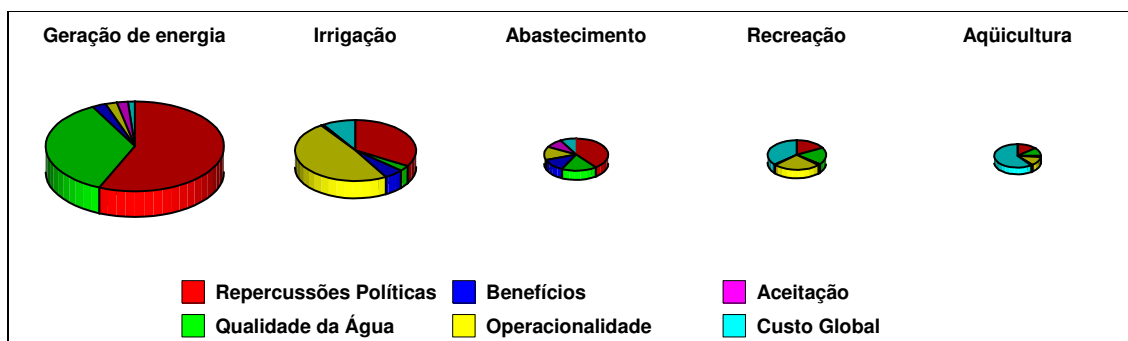 Geração de energia Irrigação Abastecimento Recreação Aqüicultura
Repercussões Políticas Benefícios Aceitação
Qualidade da Água Operacionalidade Custo Global